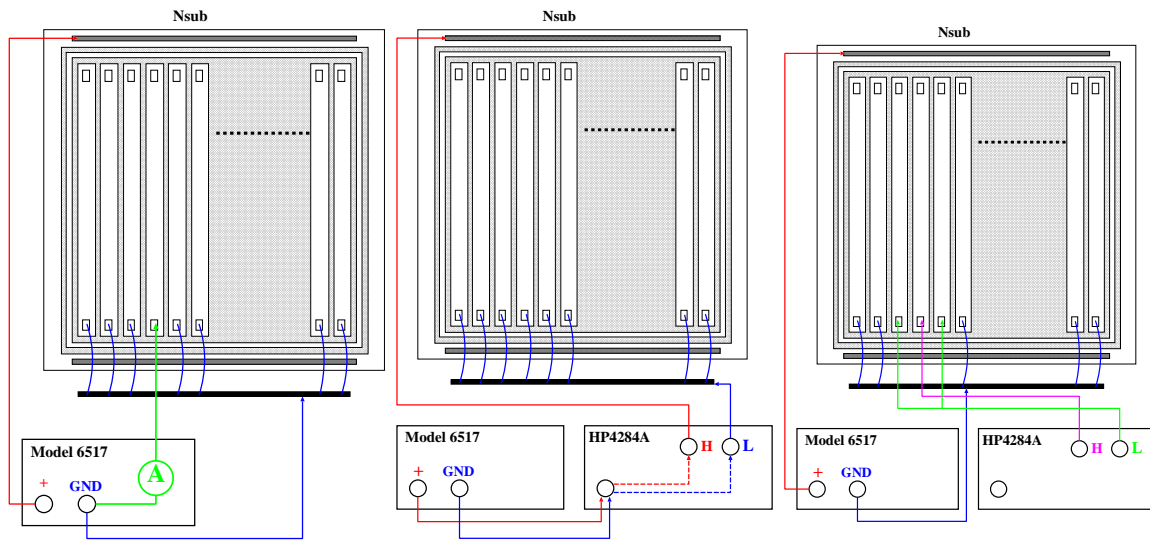 Nsub
Model 6517
+
GND
A
Nsub
Model 6517
+
GND
HP4284A
H
L
Nsub
Model 6517
+
GND
HP4284A
H
L